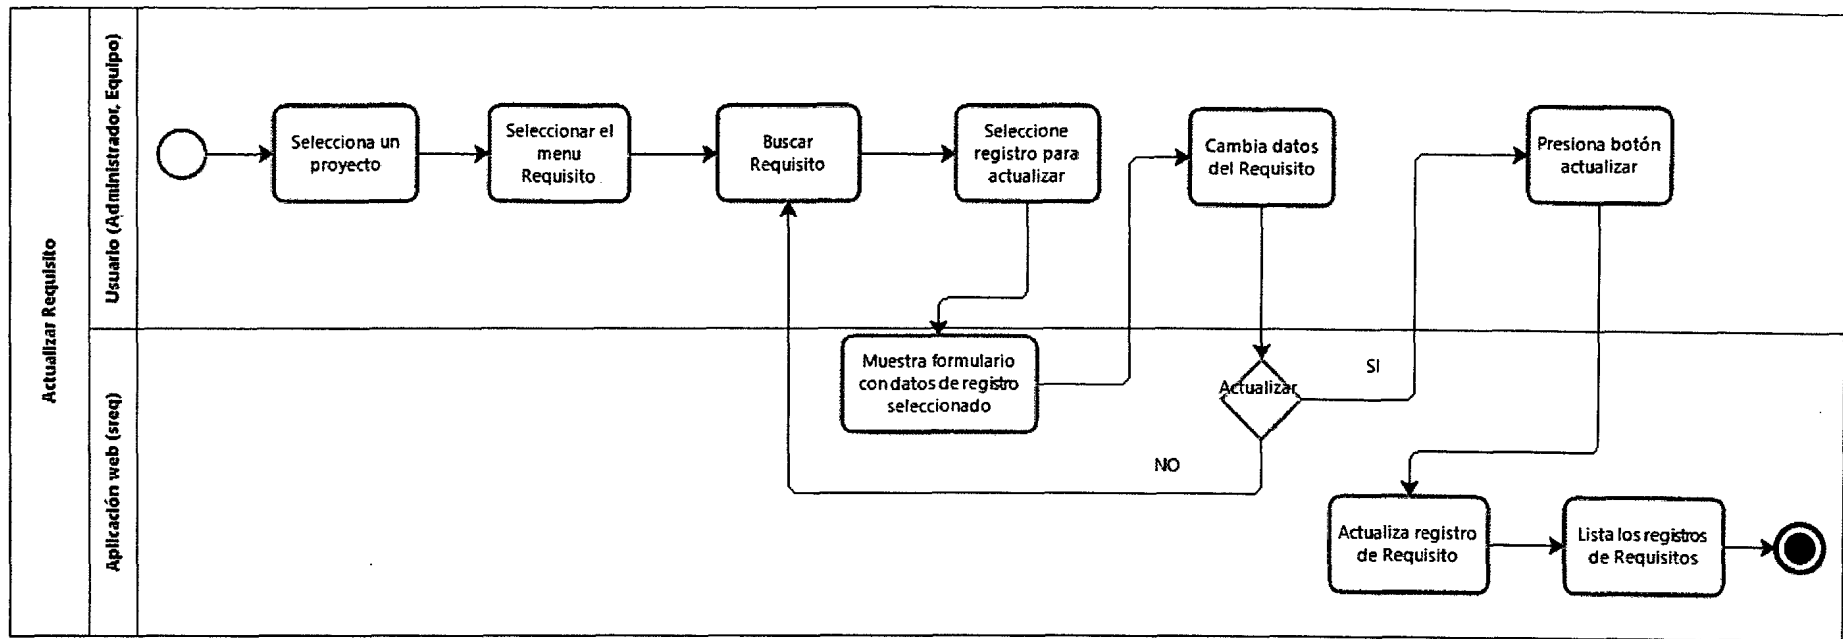 Actualizar Requisito
Usuario (Administrador, Equipo)
Selecciona un
proyecto
Seleccionar el
menu
Requisito
Buscar
Requisito
Seleccione
registro para
actualizar
Cambia datos
del Requisito
Presiona botón
actualizar
Aplicación web (sreq)
Muestra formulario
con datos de registro
seleccionado
Actualizar
SI
NO
Actualiza registro
de Requisito
Lista los registros
de Requisitos